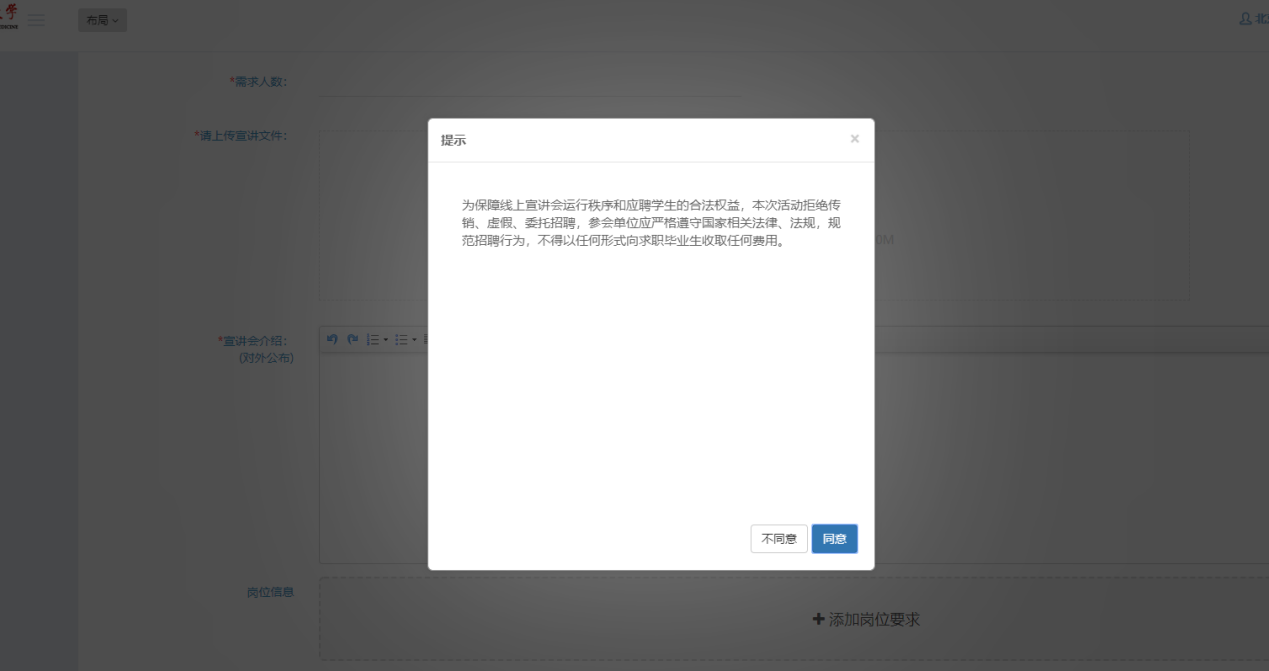 布局
北
*需求人数:
*请上传宣讲文件:
提示
×
为保障线上宣讲会运行秩序和应聘学生的合法权益，本次活动拒绝传
销、虚假、委托招聘，参会单位应严格遵守国家相关法律、法规，规
范招聘行为，不得以任何形式向求职毕业生收取任何费用。
0M
*宣讲会介绍:
(对外公布)
不同意
同意
岗位信息
+ 添加岗位要求